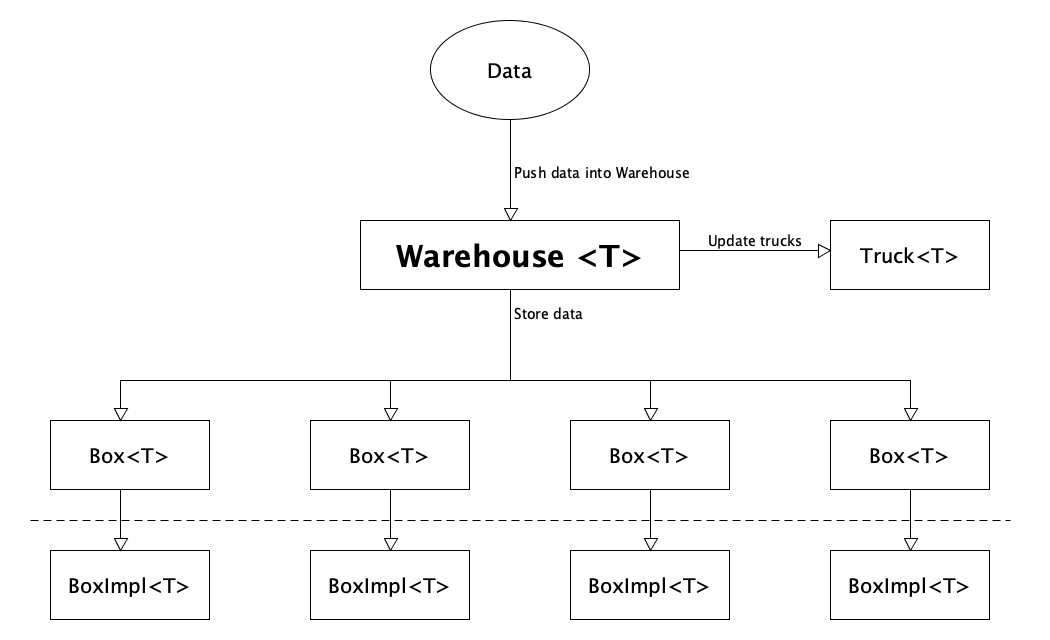 Data
Push data into Warehouse
Warehouse <T>
Update trucks
Truck<T>
Store data
Box<T>
Box<T>
Box<T>
Box<T>
BoxImpl<T>
BoxImpl<T>
BoxImpl<T>
BoxImpl<T>